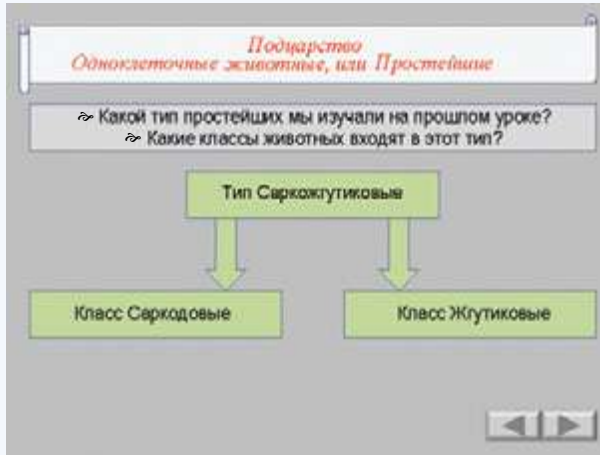 Подцарство
Одноклеточные животные, или Простейшие
Какой тип простейших мы изучали на прошлом уроке?
Какие классы животных входят в этот тип?
Тип Саркожгутиковые
Класс Саркодовые
Класс Жгутиковые